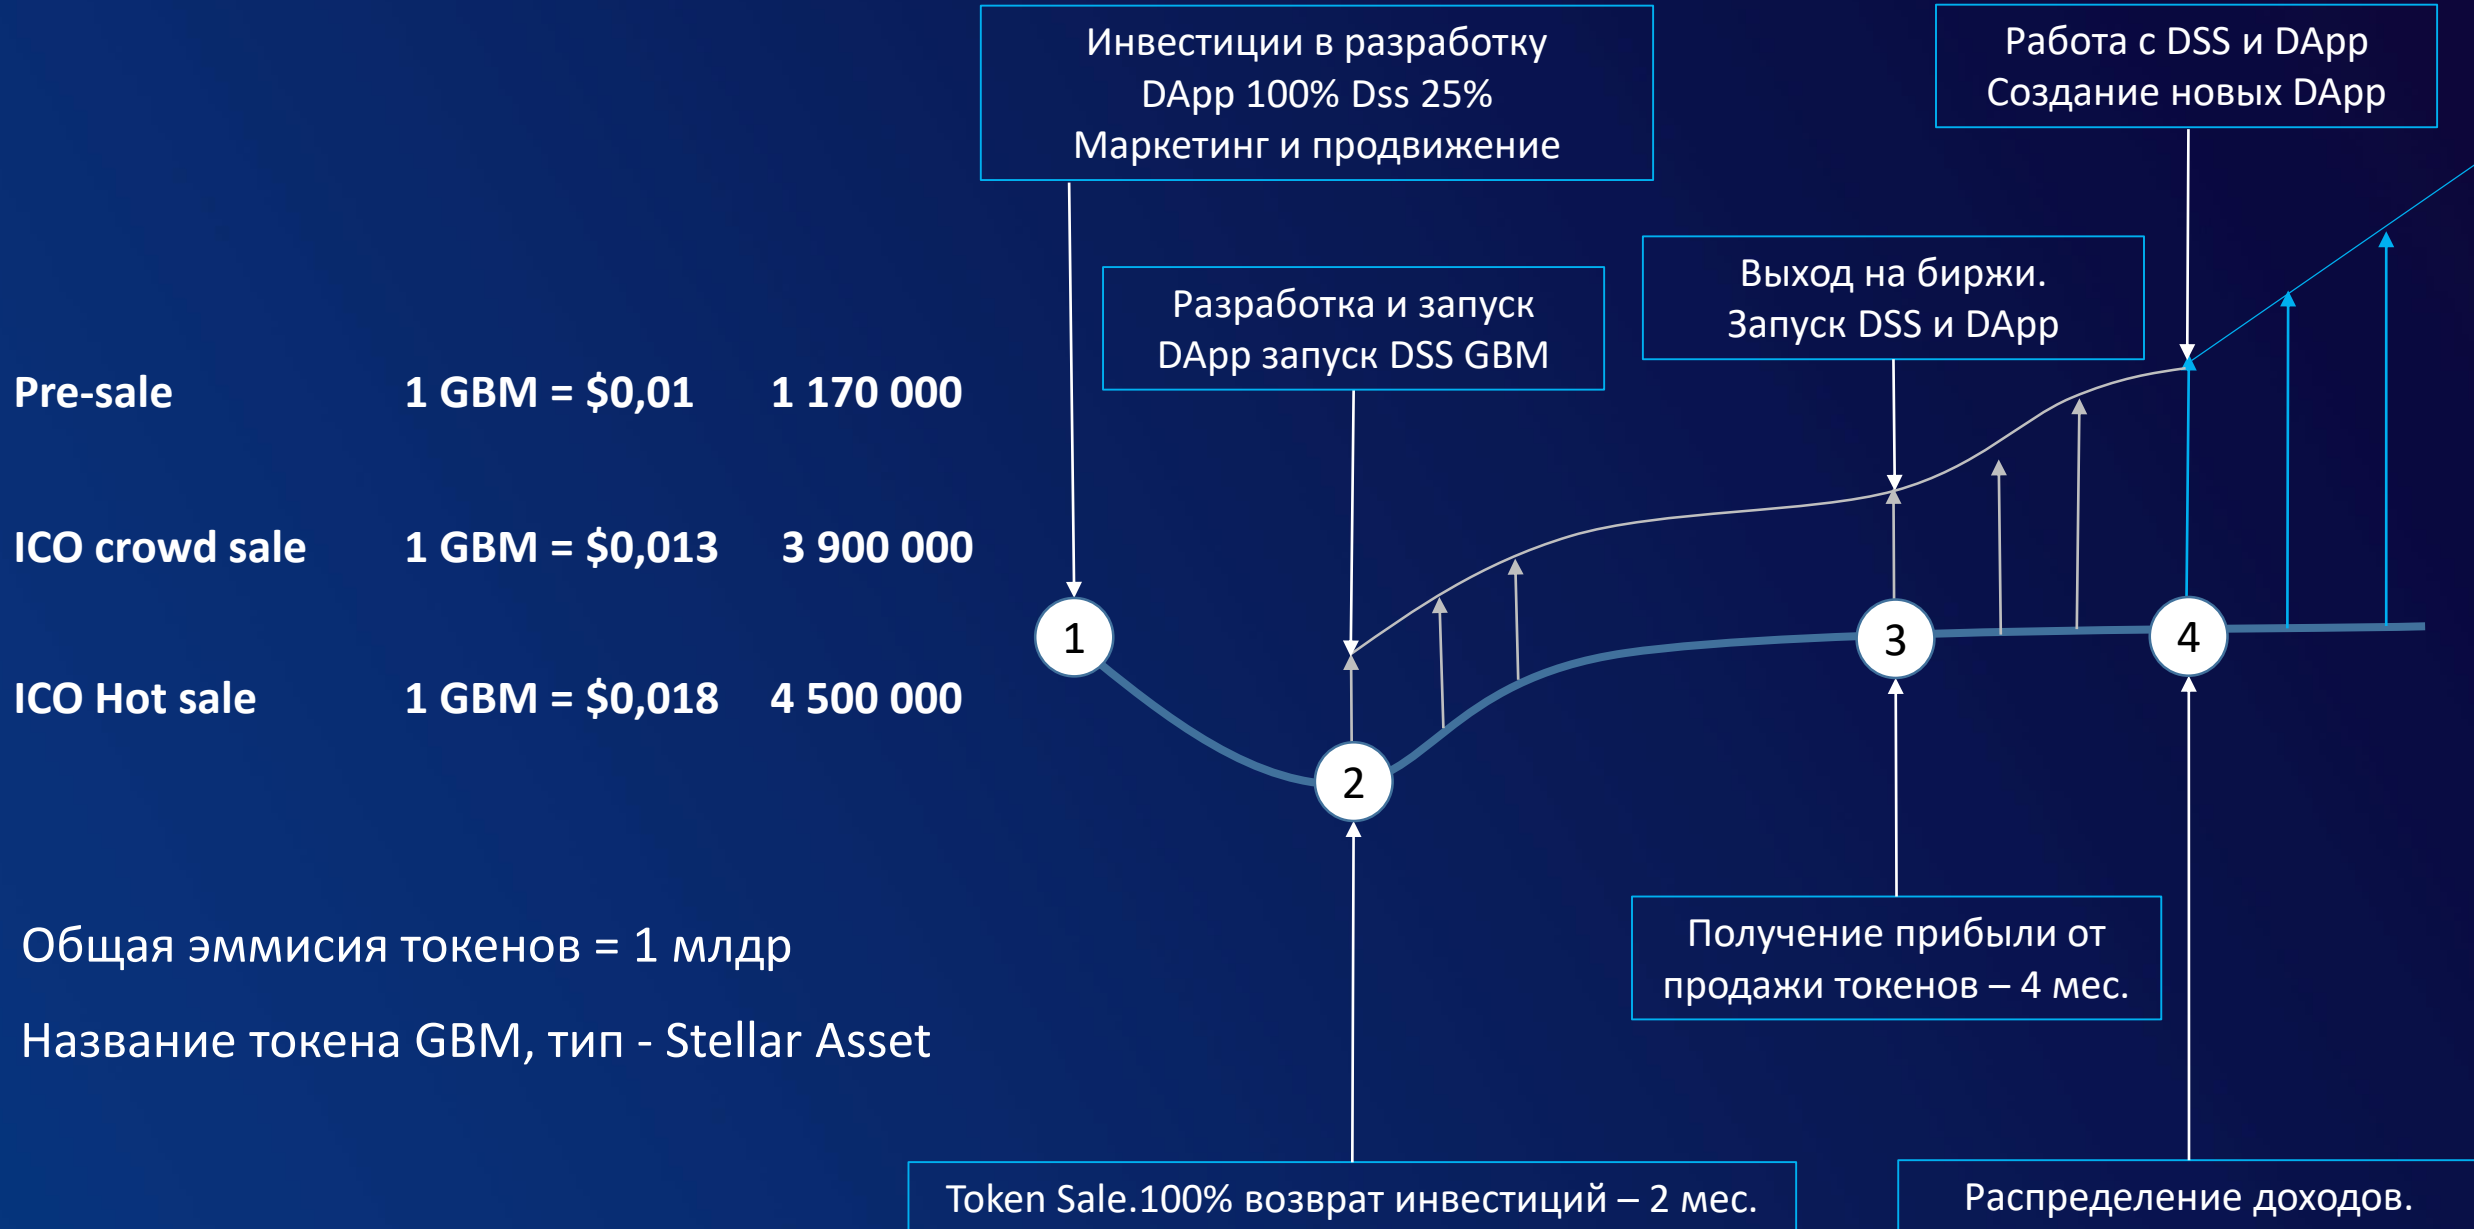 Инвестиции в разработку
DApp 100% Dss 25%
Маркетинг и продвижение
Работа с DSS и DApp
Создание новых DApp
Разработка и запуск
DApp запуск DSS GBM
Выход на биржи.
Запуск DSS и DApp
Pre-sale 1 GBM = $0,01 1 170 000
ICO crowd sale 1 GBM = $0,013 3 900 000
ICO Hot sale 1 GBM = $0,018 4 500 000
1
2
3
4
Общая эммисия токенов = 1 млдр
Название токена GBM, тип - Stellar Asset
Получение прибыли от
продажи токенов – 4 мес.
Token Sale.100% возврат инвестиций – 2 мес.
Распределение доходов.